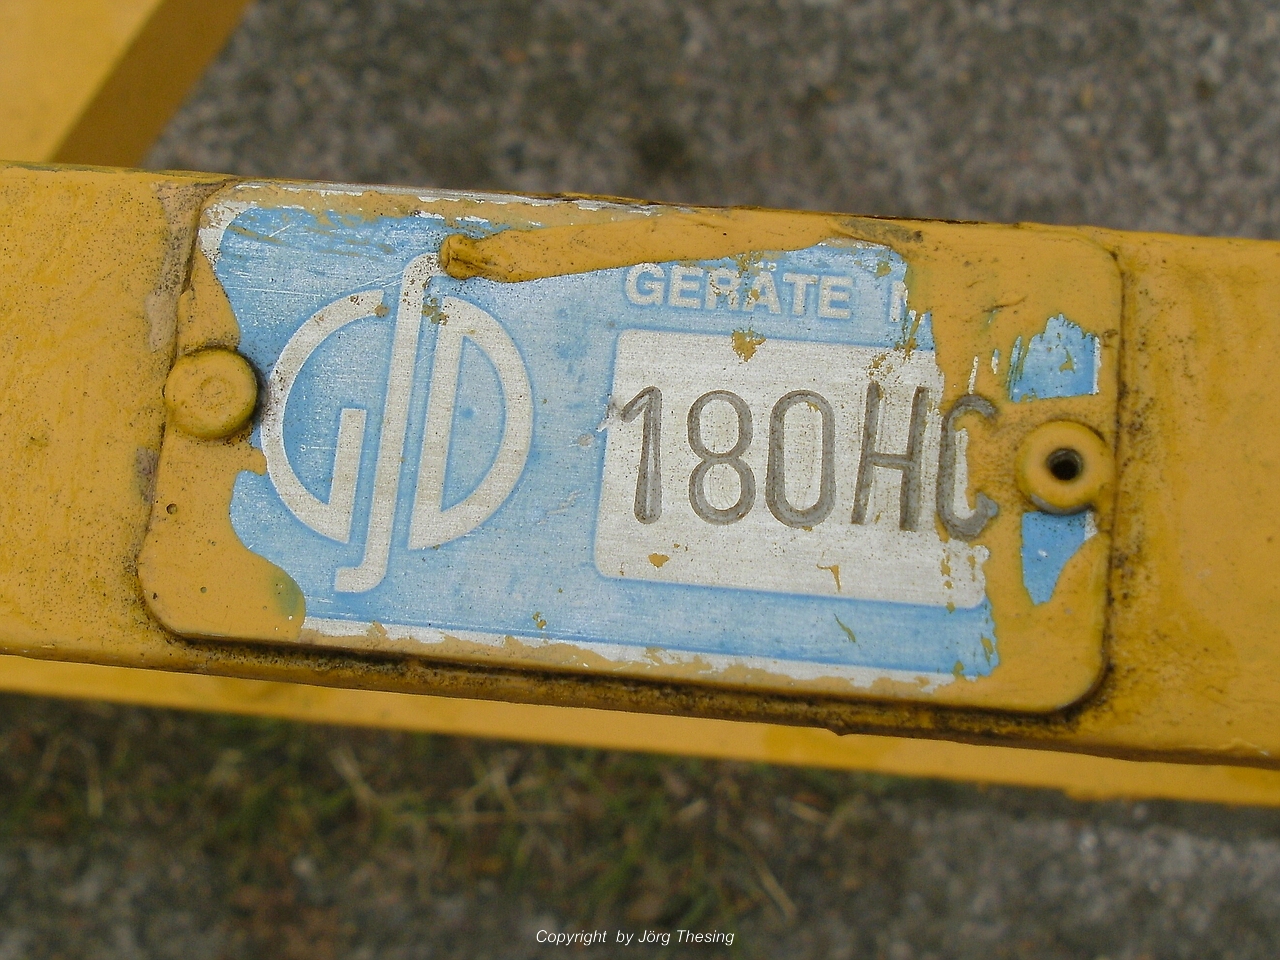 GJD
GERÄTE
180HC
Copyright by Jörg Thesing